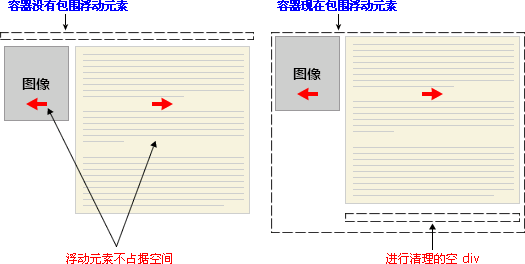 容器没有包围浮动元素
容器现在包围浮动元素
图像
图像
浮动元素不占据空间
进行清理的空 div